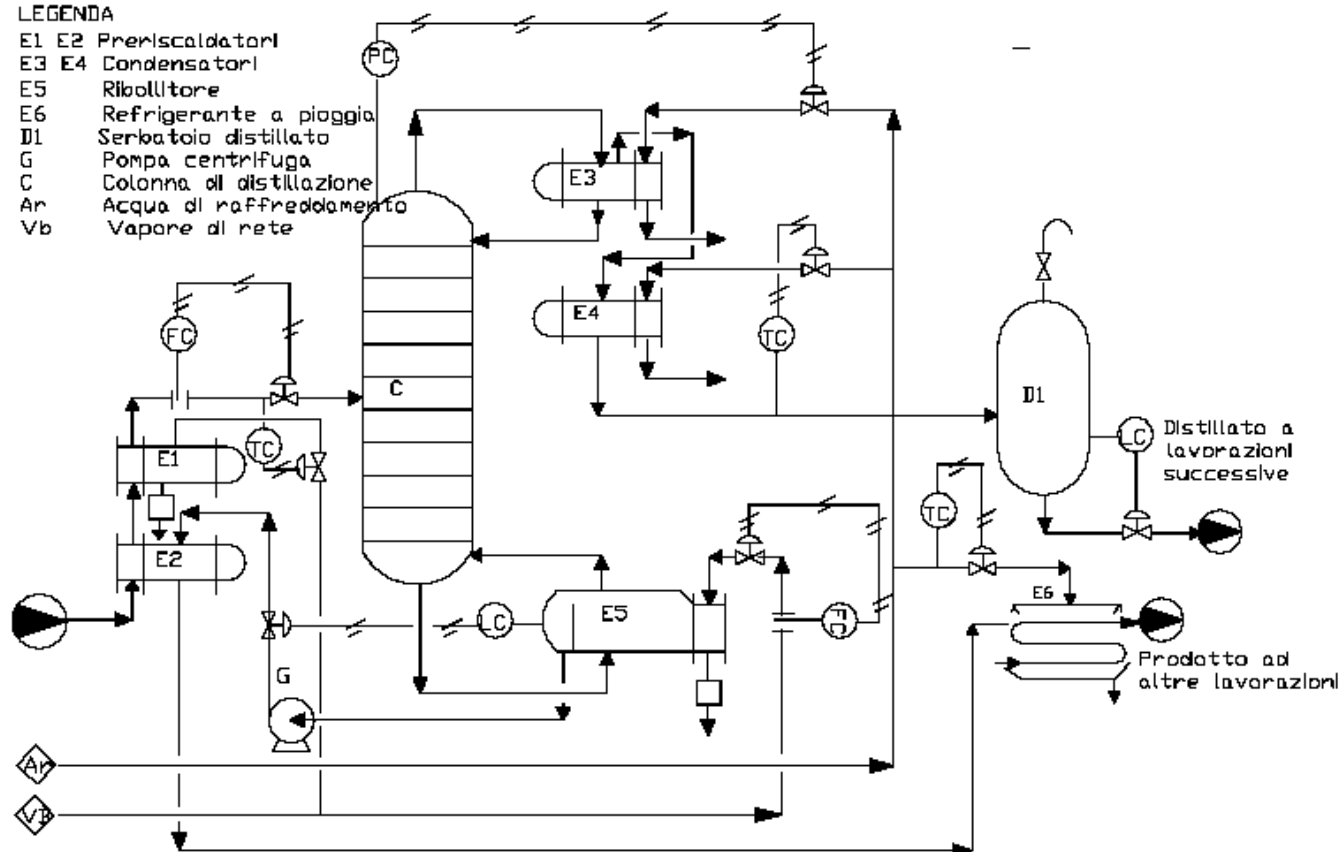 LEGENDA
E1 E2 Preriscaldatori
E3 E4 Condensatori
E5 Ribollitore
E6 Refrigerante a pioggia
D1 Serbatoio distillato
G Pompa centrifuga
C Colonna di distillazione
Ar Acqua di raffreddamento
Vb Vapore di rete
PC
E3
E4
TC
FC
C
D1
TC
E1
E2
LC
Distillato a
lavorazioni
successive
TC
E5
LC
FC
E6
Prodotto ad
altre lavorazioni
G
Ar
Vb